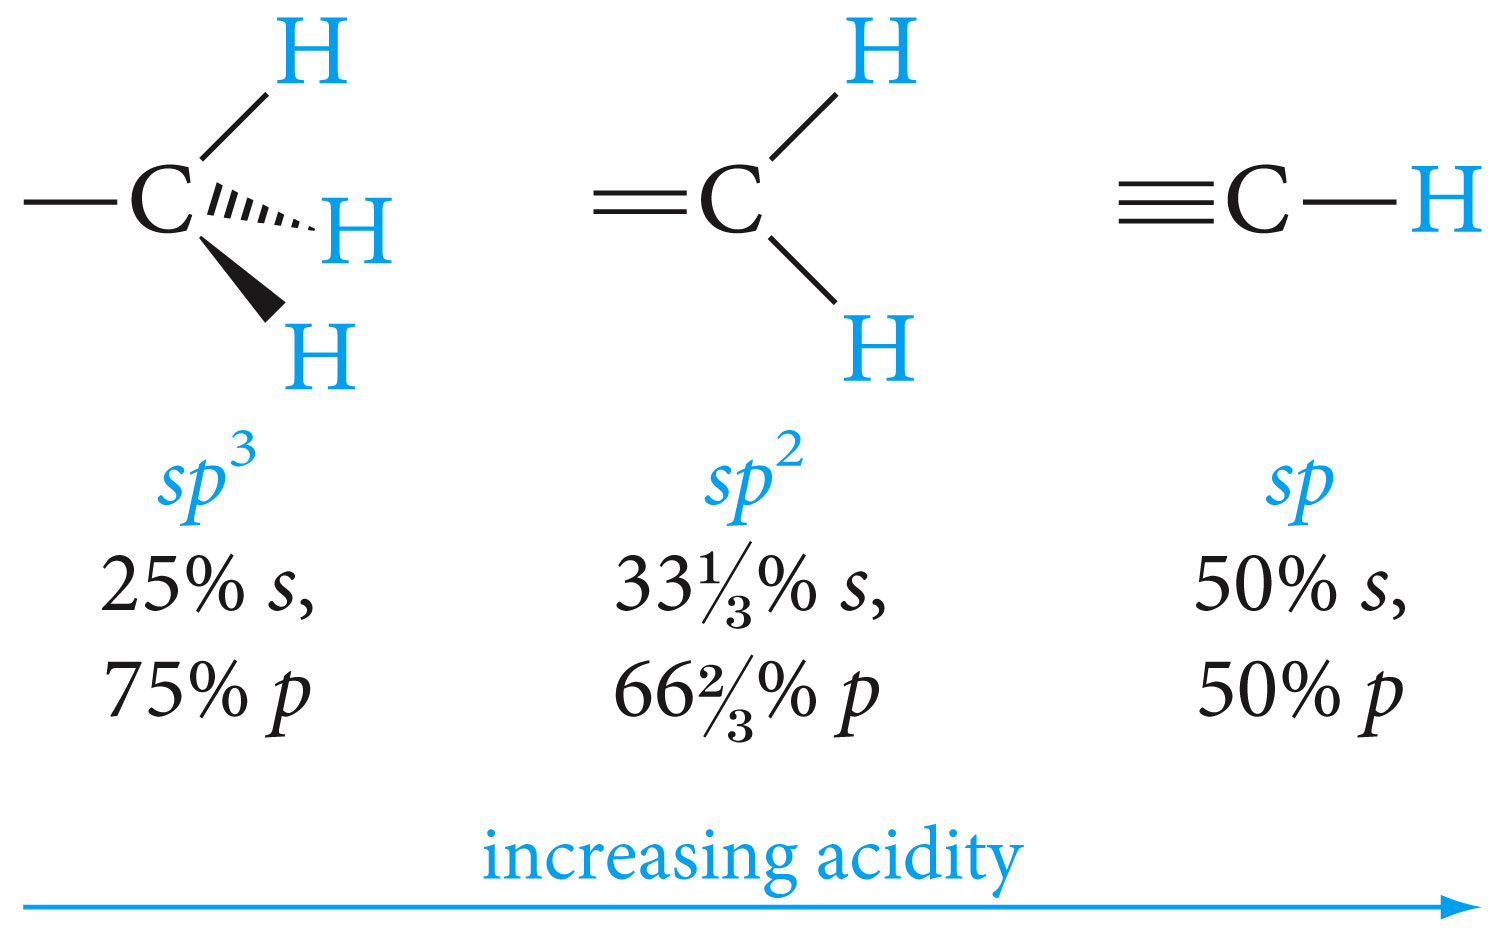 H H
C H C C H
H H
sp³ sp² sp
25% s, 33⅓% s, 50% s,
75% p 66⅔% p 50% p
increasing acidity